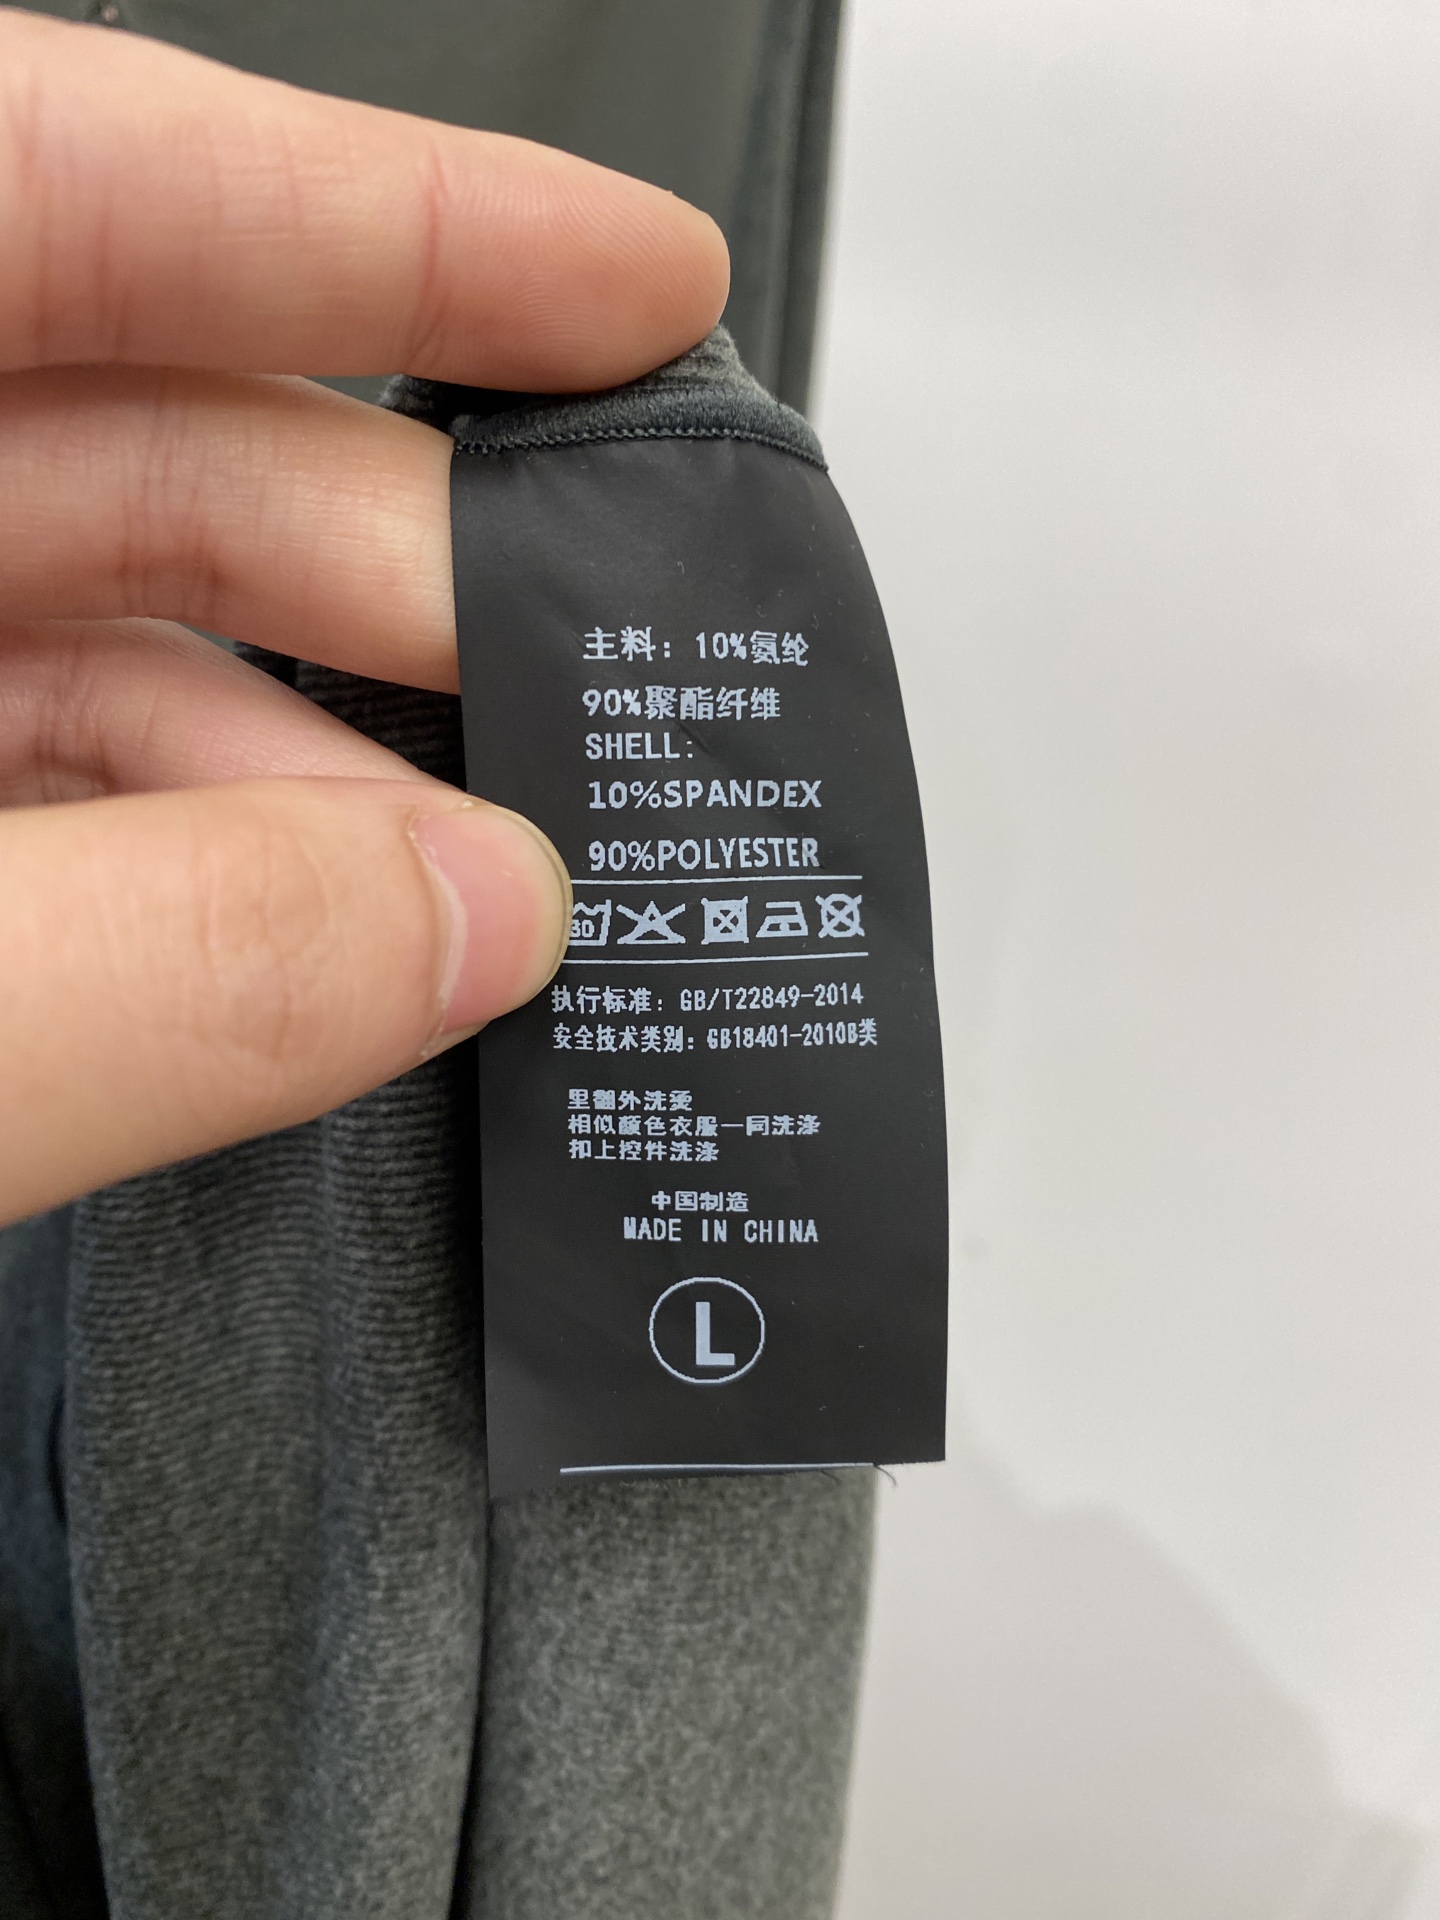 主料：10%氨纶
90%聚酯纤维
SHELL:
10%SPANDEX
90%POLYESTER
30
执行标准：GB/T22849-2014
安全技术类别：GB18401-2010B类
里翻外洗烫
相似颜色衣服一同洗涤
扣上控件洗涤
中国制造
MADE IN CHINA
L